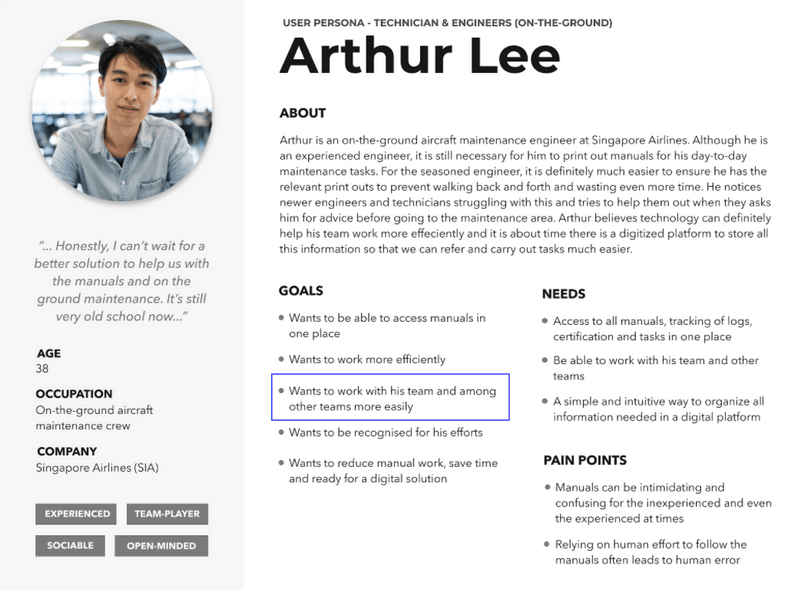 USER PERSONA - TECHNICIAN & ENGINEERS (ON-THE-GROUND)
Arthur Lee
ABOUT
Arthur is an on-the-ground aircraft maintenance engineer at Singapore Airlines. Although he is
an experienced engineer, it is still necessary for him to print out manuals for his day-to-day
maintenance tasks. For the seasoned engineer, it is definitely much easier to ensure he has the
relevant print outs to prevent walking back and forth and wasting even more time. He notices
newer engineers and technicians struggling with this and tries to help them out when they asks
him for advice before going to the maintenance area. Arthur believes technology can definitely
help his team work more effeciently and it is about time there is a digitized platform to store all
this information so that we can refer and carry out tasks much easier.
"... Honestly, I can't wait for a
better solution to help us with
the manuals and on the
ground maintenance. It's still
very old school now..."
AGE
38
OCCUPATION
On-the-ground aircraft
maintenance crew
COMPANY
Singapore Airlines (SIA)
EXPERIENCED
TEAM-PLAYER
SOCIABLE
OPEN-MINDED
GOALS
Wants to be able to access manuals in
one place
Wants to work more efficiently
Wants to work with his team and among
other teams more easily
Wants to be recognised for his efforts
Wants to reduce manual work, save time
and ready for a digital solution
NEEDS
Access to all manuals, tracking of logs,
certification and tasks in one place
Be able to work with his team and other
teams
A simple and intuitive way to organize all
information needed in a digital platform
PAIN POINTS
Manuals can be intimidating and
confusing for the inexperienced and even
the experienced at times
Relying on human effort to follow the
manuals often leads to human error